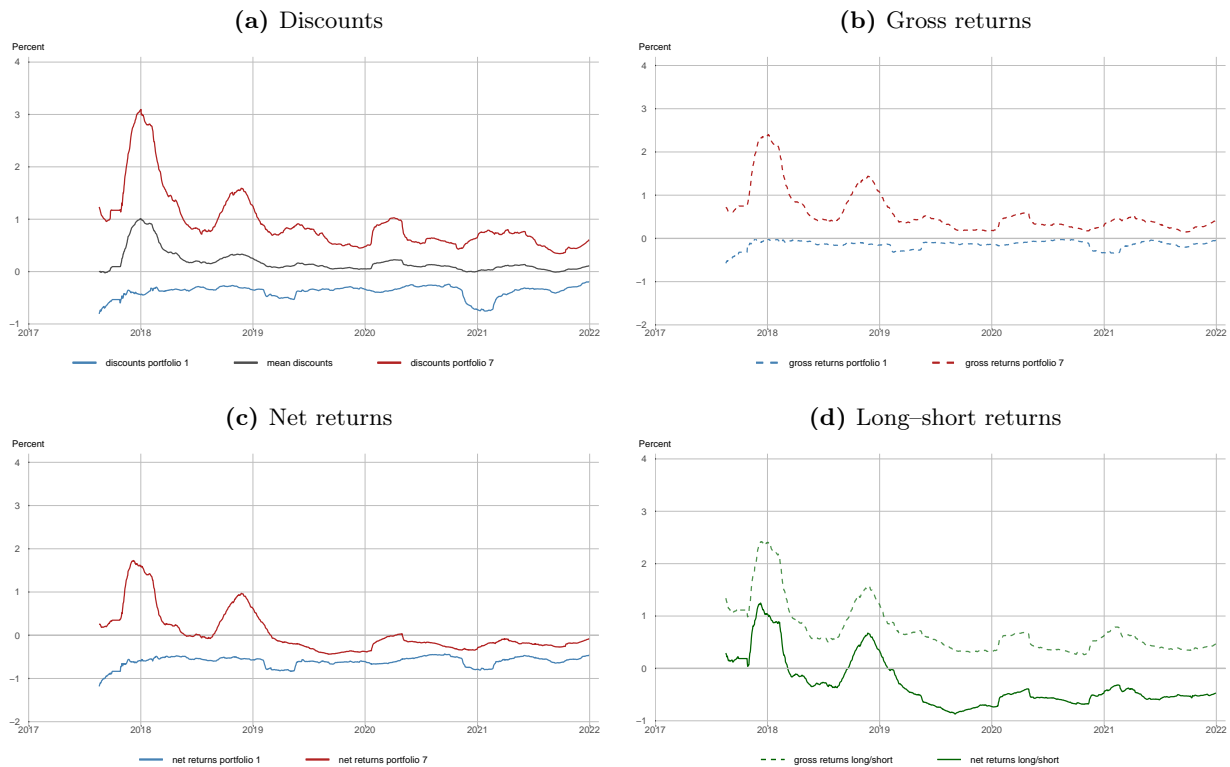 (a) Discounts
Percent
4
3
2
1
0
−1
2017 2018 2019 2020 2021 2022
discounts portfolio 1 mean discounts discounts portfolio 7
(b) Gross returns
Percent
4
3
2
1
0
−1
−2
2017 2018 2019 2020 2021 2022
gross returns portfolio 1 gross returns portfolio 7
(c) Net returns
Percent
4
3
2
1
0
−1
−2
2017 2018 2019 2020 2021 2022
net returns portfolio 1 net returns portfolio 7
(d) Long–short returns
Percent
4
3
2
1
0
−1
2017 2018 2019 2020 2021 2022
gross returns long/short net returns long/short